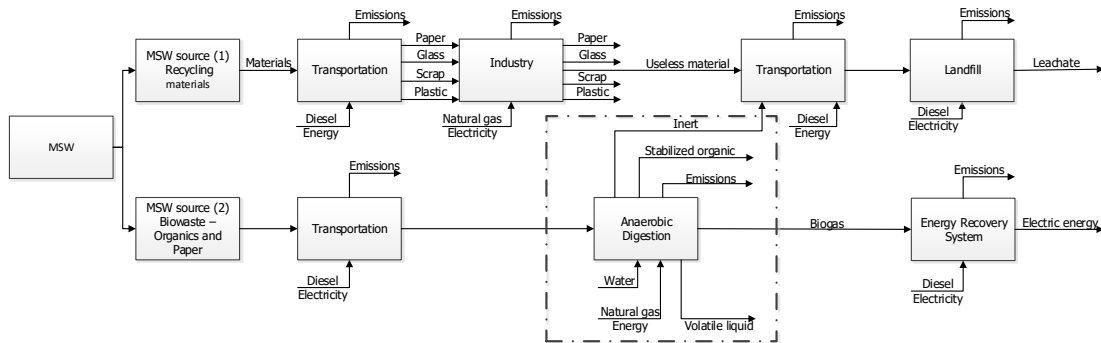 Emissions
Emissions
Emissions
Emissions
MSW source (1)
Recycling
materials
Materials
Transportation
Paper
Glass
Scrap
Plastic
Industry
Paper
Glass
Scrap
Plastic
Useless material
Transportation
Landfill
Leachate
Diesel
Energy
Natural gas
Electricity
Diesel
Energy
Diesel
Electricity
Inert
MSW
Stabilized organic
Emissions
Emissions
Emissions
MSW source (2)
Biowaste –
Organics and
Paper
Transportation
Anaerobic
Digestion
Biogas
Energy Recovery
System
Electric energy
Diesel
Electricity
Water
Diesel
Electricity
Natural gas
Energy
Volatile liquid